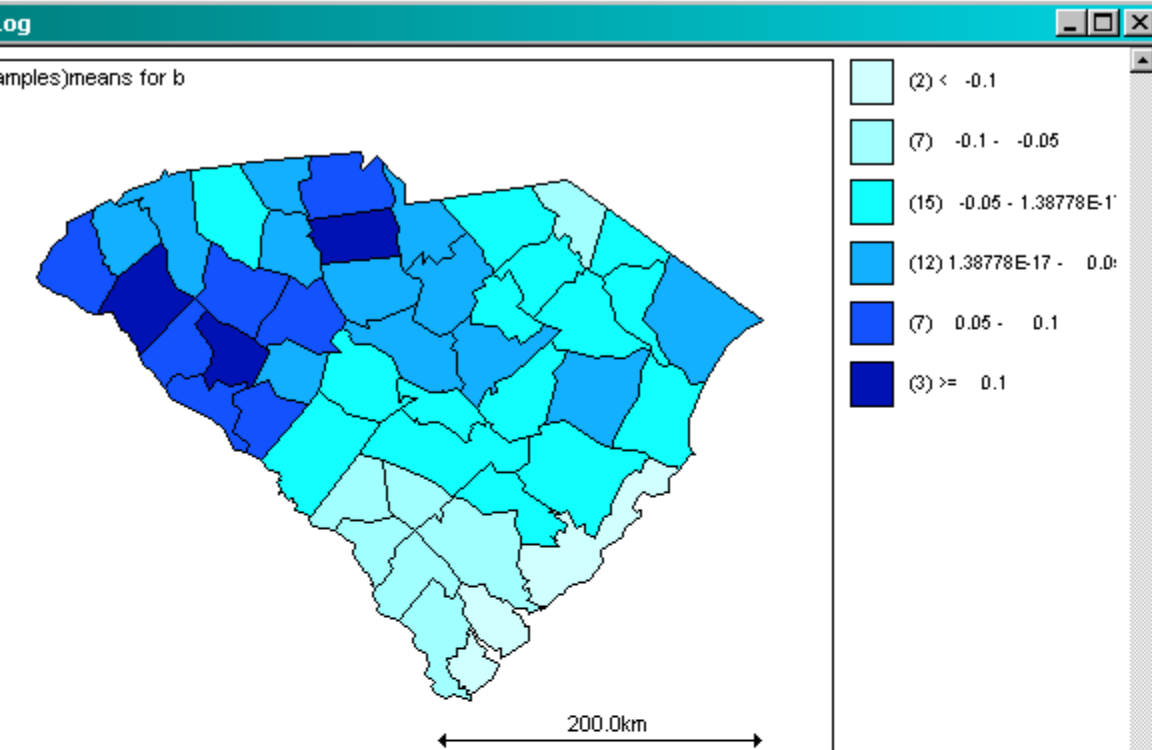 og
amples)means for b
(2) < -0.1
(7) -0.1 - -0.05
(15) -0.05 - 1.38778E-1
(12) 1.38778E-17 - 0.0
(7) 0.05 - 0.1
(3) >= 0.1
200.0km